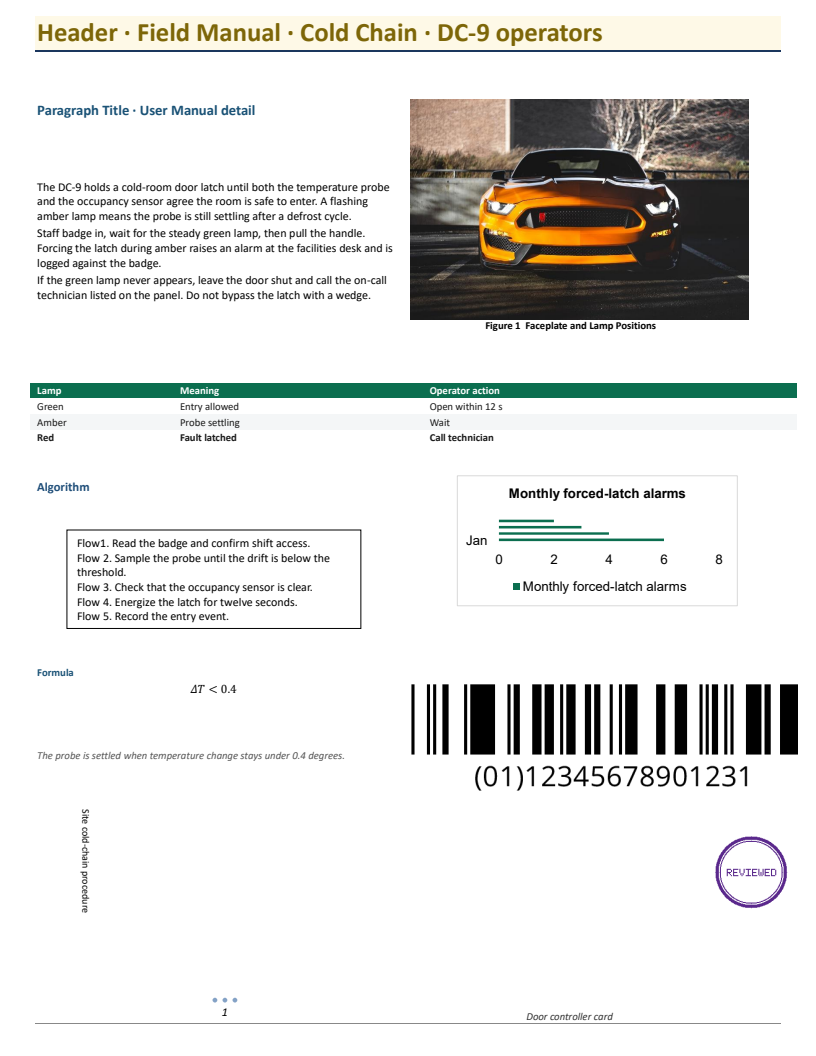 Header · Field Manual · Cold Chain · DC-9 operators
Paragraph Title · User Manual detail
The DC-9 holds a cold-room door latch until both the temperature probe
and the occupancy sensor agree the room is safe to enter. A flashing
amber lamp means the probe is still settling after a defrost cycle.
Staff badge in, wait for the steady green lamp, then pull the handle.
Forcing the latch during amber raises an alarm at the facilities desk and is
logged against the badge.
If the green lamp never appears, leave the door shut and call the on-call
technician listed on the panel. Do not bypass the latch with a wedge.
Figure 1 Faceplate and Lamp Positions
Lamp Meaning Operator action
Green Entry allowed Open within 12 s
Amber Probe settling Wait
Red Fault latched Call technician
Algorithm
Flow1. Read the badge and confirm shift access.
Flow 2. Sample the probe until the drift is below the
threshold.
Flow 3. Check that the occupancy sensor is clear.
Flow 4. Energize the latch for twelve seconds.
Flow 5. Record the entry event.
Monthly forced-latch alarms
Jan
0 2 4 6 8
Monthly forced-latch alarms
Formula
ΔT < 0.4
The probe is settled when temperature change stays under 0.4 degrees.
(01)12345678901231
Site cold-chain procedure
REVIEWED
1
Door controller card